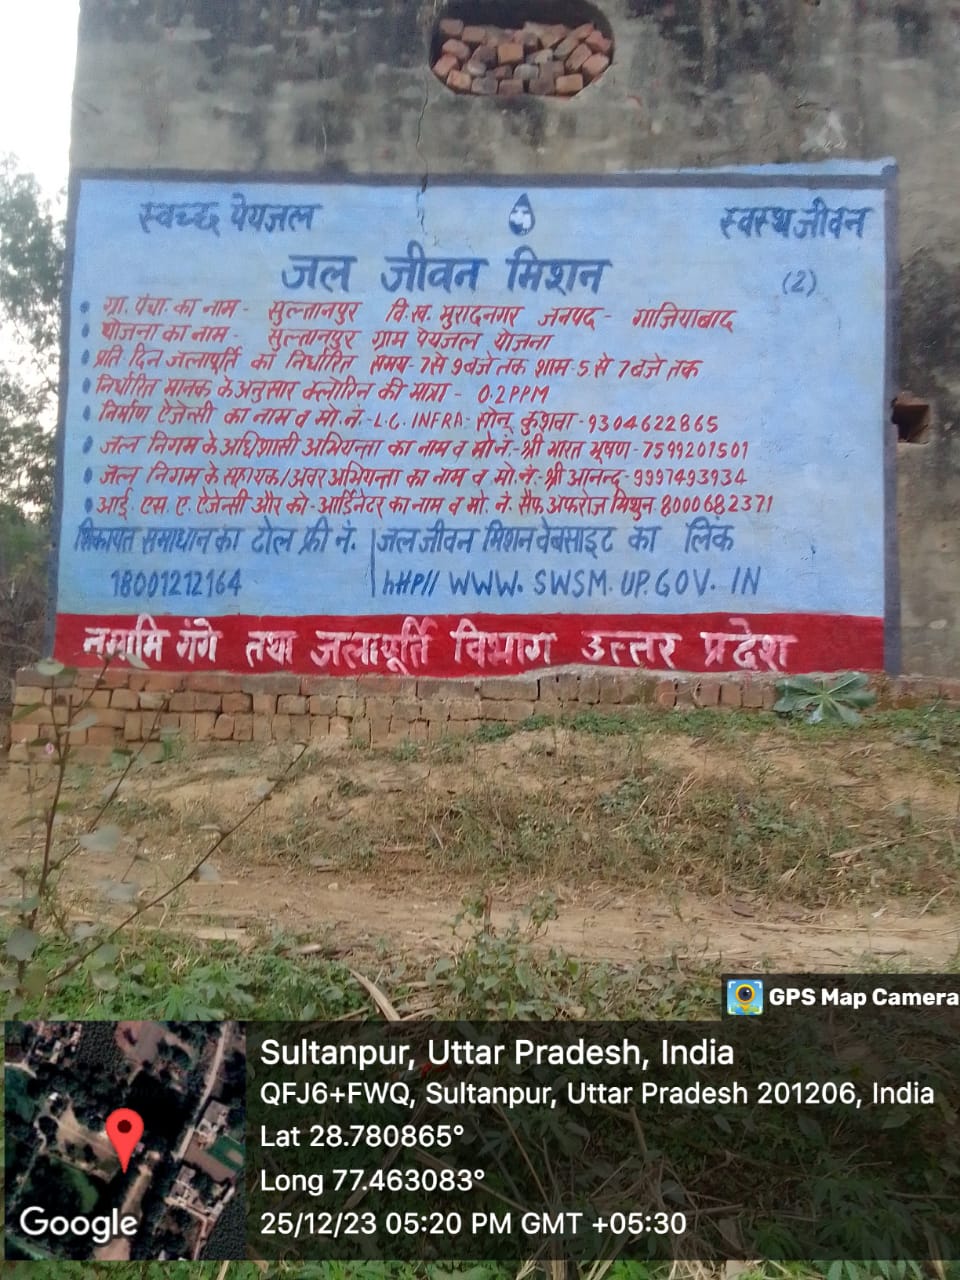 स्वच्छ पेयजल स्वस्थ जीवन
जल जीवन मिशन (2)
• ग्रा. पंचा. का नाम - सुल्तानपुर वि.ख. मुरादनगर जनपद - गाजियाबाद
• योजना का नाम - सुल्तानपुर ग्राम पेयजल योजना
• प्रति दिन जलापूर्ति का निर्धारित समय - 7 से 9 बजे तक शाम - 5 से 7 बजे तक
• निर्धारित मानक के अनुसार क्लोरिन की मात्रा - 0.2 PPM
• निर्माण ऐजेन्सी का नाम व मो.नं. - L.C. INFRA - सोनू कुशवा - 9304622865
• जल निगम के अधिशासी अभियन्ता का नाम व मो.नं. - श्री भारत भूषण - 7599201501
• जल निगम के सहायक/अवर अभियन्ता का नाम व मो.नं. - श्री आनन्द - 9997493934
• आई. एस. ए. ऐजेन्सी और को-आर्डिनेटर का नाम व मो. नं. सैफ अफरोज मिथुन 8000682371
शिकायत समाधान का टोल फ्री नं. | जल जीवन मिशन वेबसाइट का लिंक
18001212164 | http// WWW. SWSM. UP. GOV. IN
नमामि गंगे तथा जलापूर्ति विभाग उत्तर प्रदेश
GPS Map Camera
Sultanpur, Uttar Pradesh, India
QFJ6+FWQ, Sultanpur, Uttar Pradesh 201206, India
Lat 28.780865°
Long 77.463083°
25/12/23 05:20 PM GMT +05:30
Google